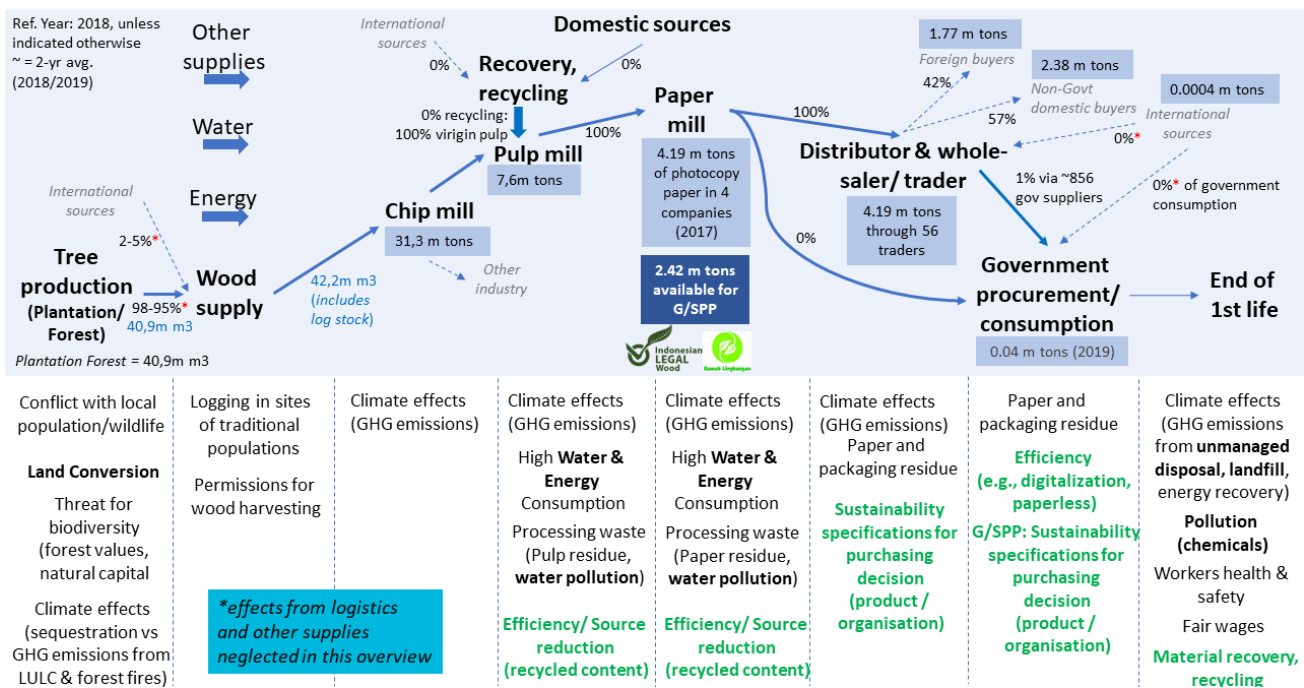 Ref. Year: 2018, unless
indicated otherwise
~ = 2-yr avg.
(2018/2019)
Other
supplies
Water
Energy
International
sources
0%
Domestic sources
0%
Recovery,
recycling
0% recycling:
100% virigin pulp
Pulp mill
7,6m tons
100%
Paper
mill
4.19 m tons
of photocopy
paper in 4
companies
(2017)
2.42 m tons
available for
G/SPP
Indonesian
LEGAL
Wood
Ramah Lingkungan
100%
0%
1.77 m tons
Foreign buyers
42%
2.38 m tons
Non-Govt
domestic buyers
57%
0.0004 m tons
International
sources
0%*
0%* of government
consumption
Distributor & whole-
saler/ trader
4.19 m tons
through 56
traders
1% via ~856
gov suppliers
Government
procurement/
consumption
0.04 m tons (2019)
End of
1st life
International
sources
2-5%*
Tree
production
(Plantation/
Forest)
98-95%*
40,9m m3
Plantation Forest = 40,9m m3
Wood
supply
42,2m m3
(includes
log stock)
Chip mill
31,3 m tons
Other
industry
Conflict with local
population/wildlife
Land Conversion
Threat for
biodiversity
(forest values,
natural capital
Climate effects
(sequestration vs
GHG emissions from
LULC & forest fires)
Logging in sites
of traditional
populations
Permissions for
wood harvesting
*effects from logistics
and other supplies
neglected in this overview
Climate effects
(GHG emissions)
Climate effects
(GHG emissions)
High Water &
Energy
Consumption
Processing waste
(Pulp residue,
water pollution)
Efficiency/ Source
reduction
(recycled content)
Climate effects
(GHG emissions)
High Water &
Energy
Consumption
Processing waste
(Paper residue,
water pollution)
Efficiency/ Source
reduction
(recycled content)
Climate effects
(GHG emissions)
Paper and
packaging residue
Sustainability
specifications for
purchasing
decision
(product /
organisation)
Paper and
packaging residue
Efficiency
(e.g., digitalization,
paperless)
G/SPP: Sustainability
specifications for
purchasing
decision
(product /
organisation)
Climate effects
(GHG emissions
from unmanaged
disposal, landfill,
energy recovery)
Pollution
(chemicals)
Workers health &
safety
Fair wages
Material recovery,
recycling